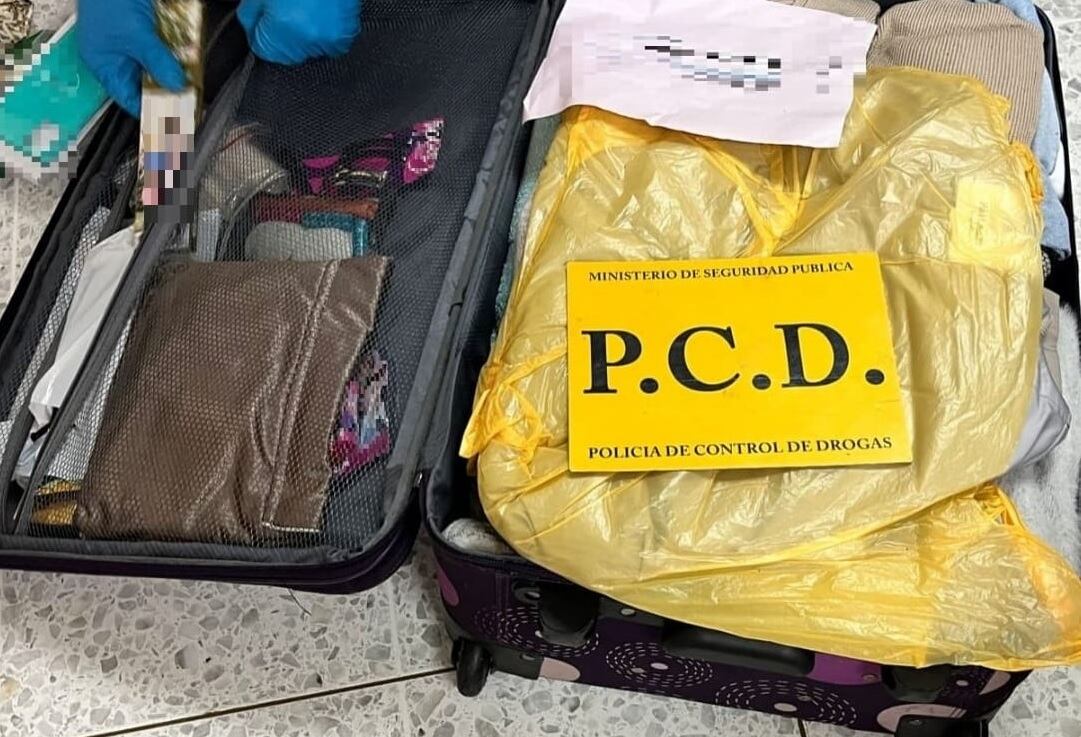 MINISTERIO DE SEGURIDAD PUBLICA
P.C.D.
POLICIA DE CONTROL DE DROGAS